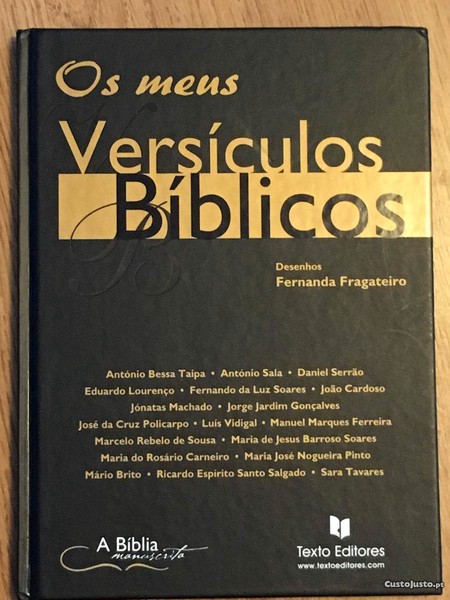 Os meus
Versículos
Bíblicos
Desenhos
Fernanda Fragateiro
António Bessa Taipa • António Sala • Daniel Serrão
Eduardo Lourenço • Fernando da Luz Soares • João Cardoso
Jónatas Machado • Jorge Jardim Gonçalves
José da Cruz Policarpo • Luís Vidigal • Manuel Marques Ferreira
Marcelo Rebelo de Sousa • Maria de Jesus Barroso Soares
Maria do Rosário Carneiro • Maria José Nogueira Pinto
Mário Brito • Ricardo Espírito Santo Salgado • Sara Tavares
A Bíblia
manuscrita
Texto Editores
www.textoeditores.com
CustoJusto.pt